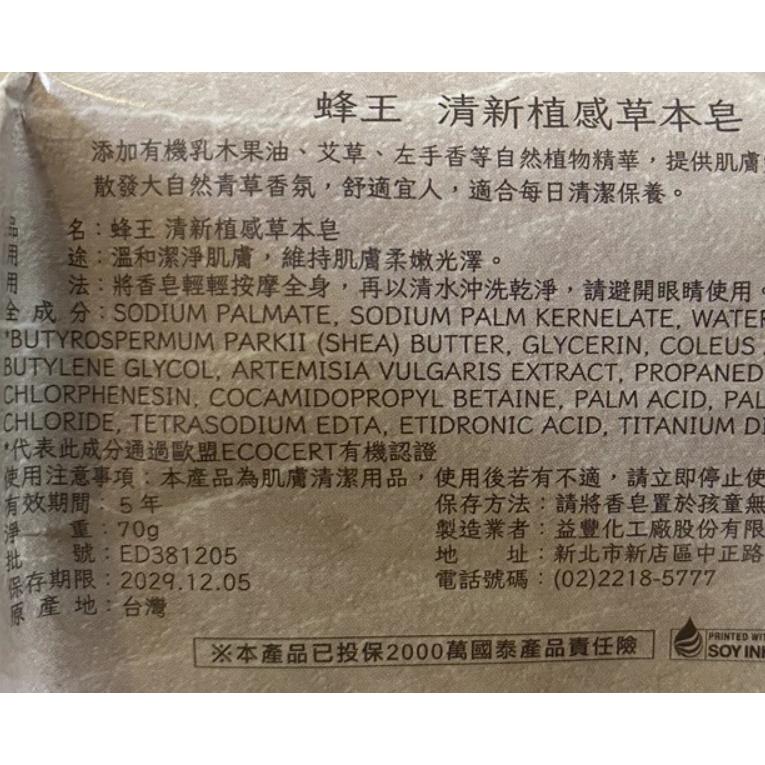 蜂王 清新植感草本皂
添加有機乳木果油、艾草、左手香等自然植物精華，提供肌膚
散發大自然青草香氛，舒適宜人，適合每日清潔保養。
品 名：蜂王 清新植感草本皂
用 途：溫和潔淨肌膚，維持肌膚柔嫩光澤。
用 法：將香皂輕輕按摩全身，再以清水沖洗乾淨，請避開眼睛使用。
全 成 分：SODIUM PALMATE, SODIUM PALM KERNELATE, WATER
*BUTYROSPERMUM PARKII (SHEA) BUTTER, GLYCERIN, COLEUS
BUTYLENE GLYCOL, ARTEMISIA VULGARIS EXTRACT, PROPANED
CHLORPHENESIN, COCAMIDOPROPYL BETAINE, PALM ACID, PAL
CHLORIDE, TETRASODIUM EDTA, ETIDRONIC ACID, TITANIUM DI
*代表此成分通過歐盟ECOCERT有機認證
使用注意事項：本產品為肌膚清潔用品，使用後若有不適，請立即停止使
有效期間：5年 保存方法：請將香皂置於孩童無
淨 重：70g 製造業者：益豐化工廠股份有限
批 號：ED381205 地 址：新北市新店區中正路
保存期限：2029.12.05 電話號碼：(02)2218-5777
原 產 地：台灣
※本產品已投保2000萬國泰產品責任險
PRINTED WIT
SOY INK